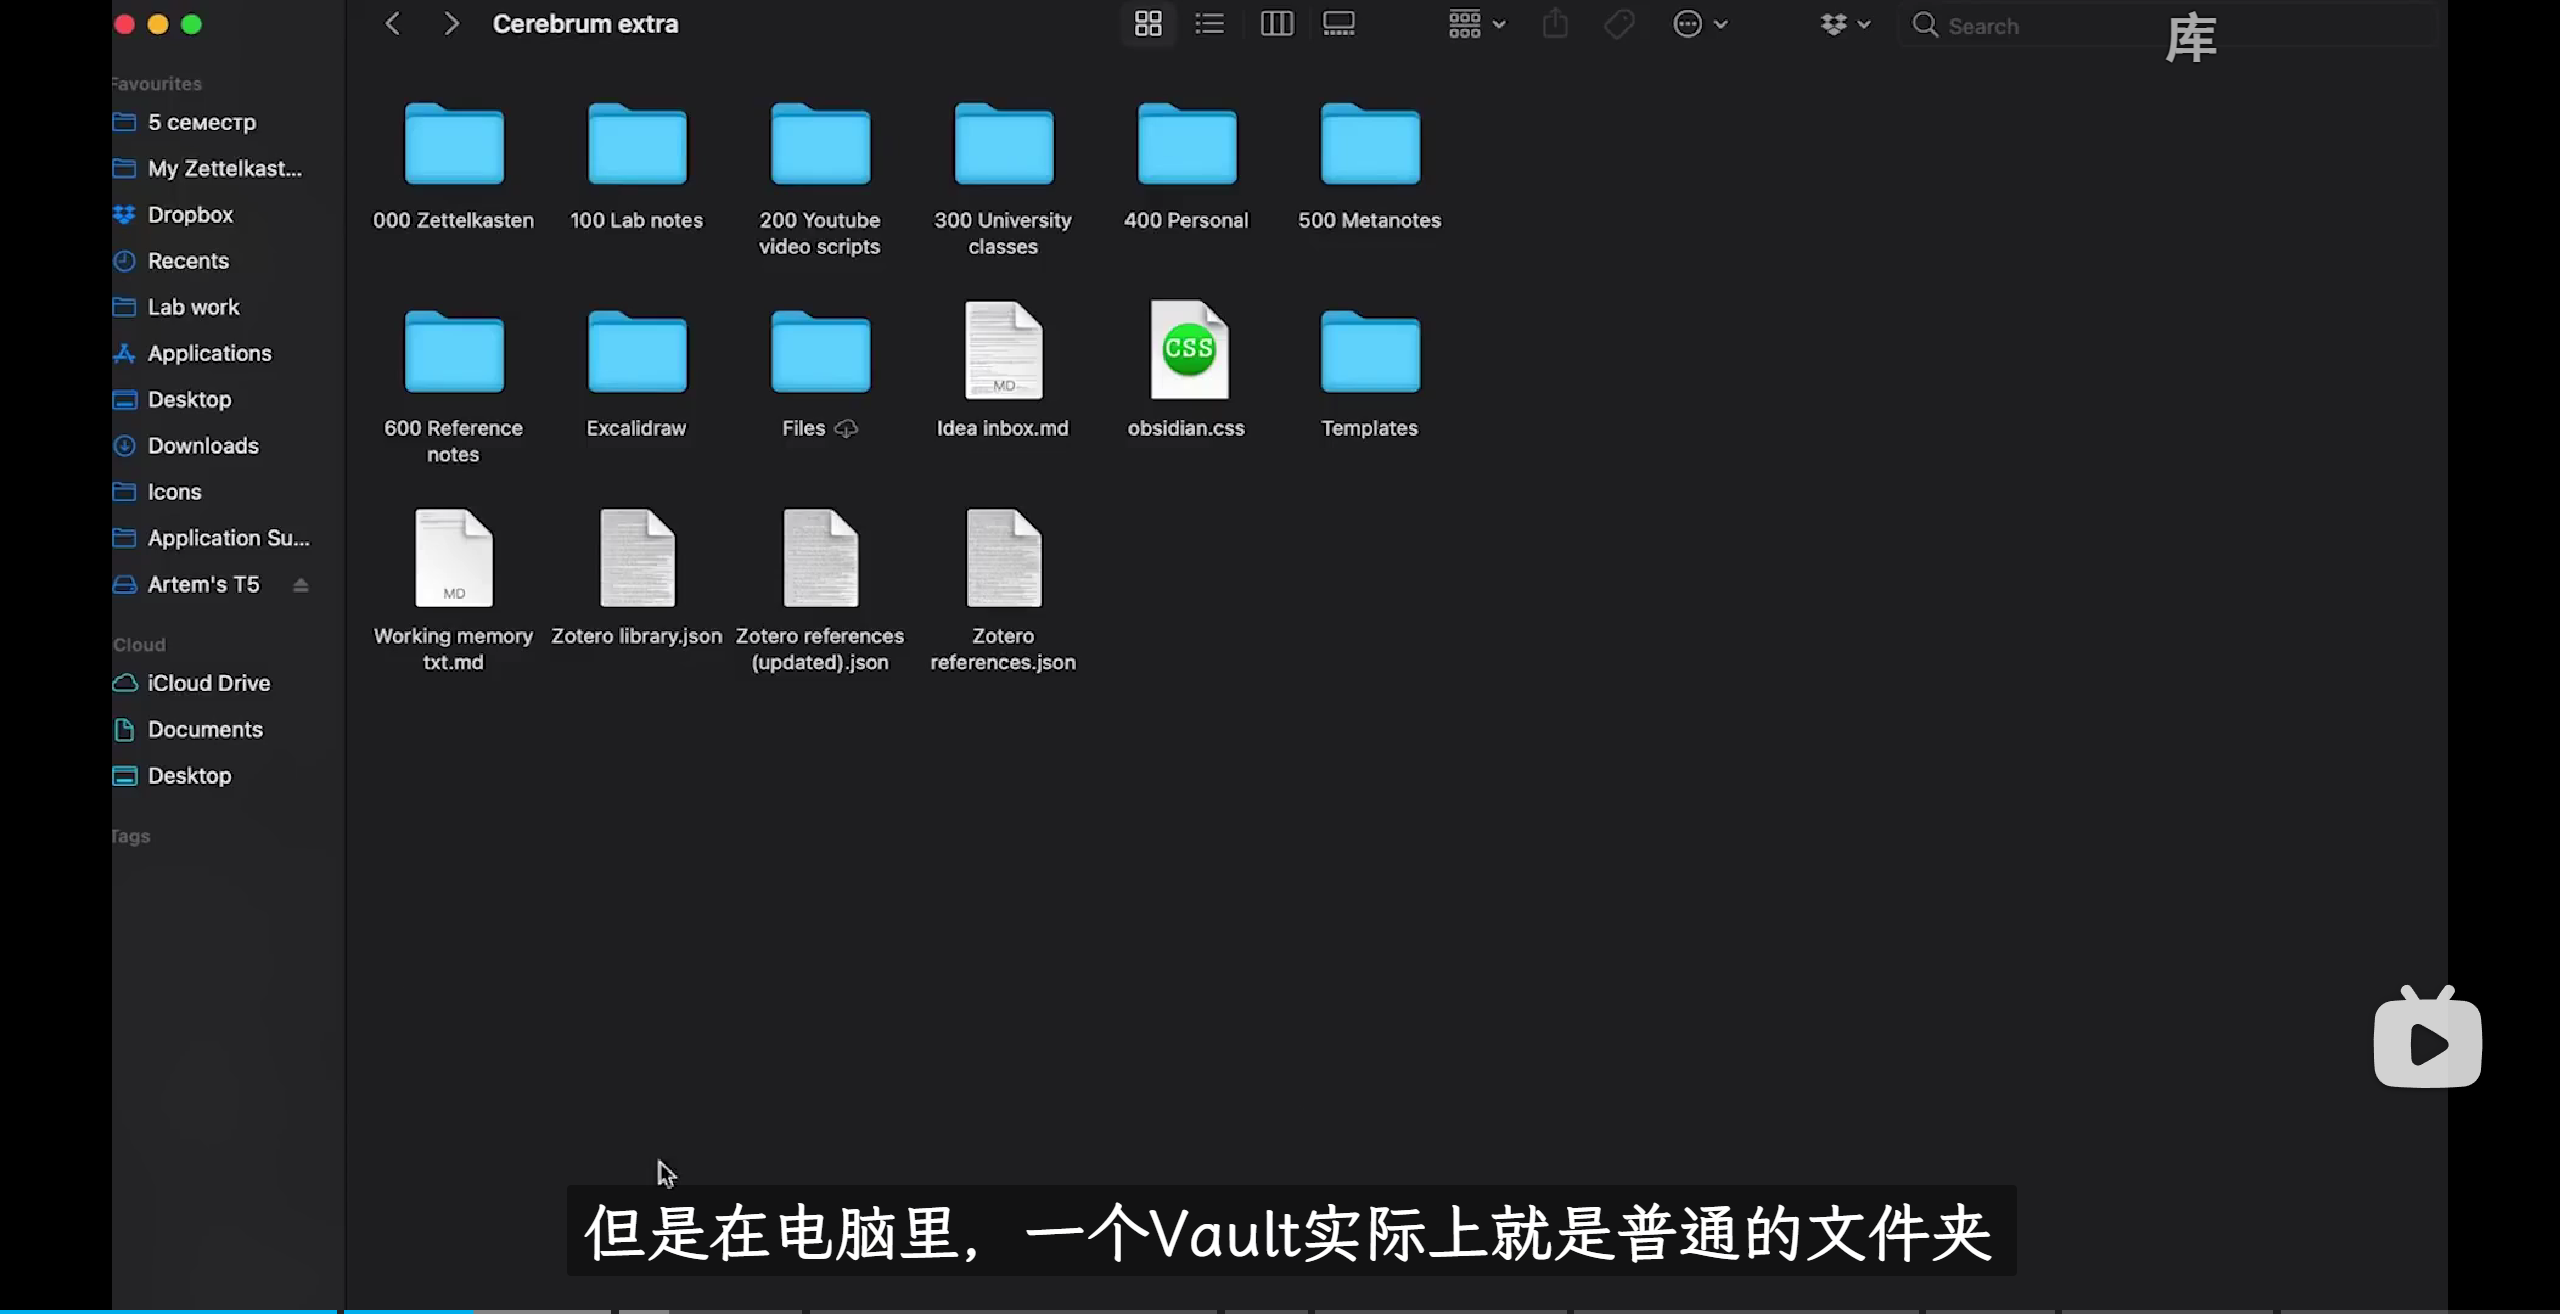 Cerebrum extra
Search
库
Favourites
5 семестр
My Zettelkast...
Dropbox
Recents
Lab work
Applications
Desktop
Downloads
Icons
Application Su...
Artem's T5
Cloud
iCloud Drive
Documents
Desktop
Tags
000 Zettelkasten
100 Lab notes
200 Youtube
video scripts
300 University
classes
400 Personal
500 Metanotes
600 Reference
notes
Excalidraw
Files
MD
Idea inbox.md
CSS
obsidian.css
Templates
MD
Working memory
txt.md
Zotero library.json
Zotero references
(updated).json
Zotero
references.json
但是在电脑里，一个Vault实际上就是普通的文件夹